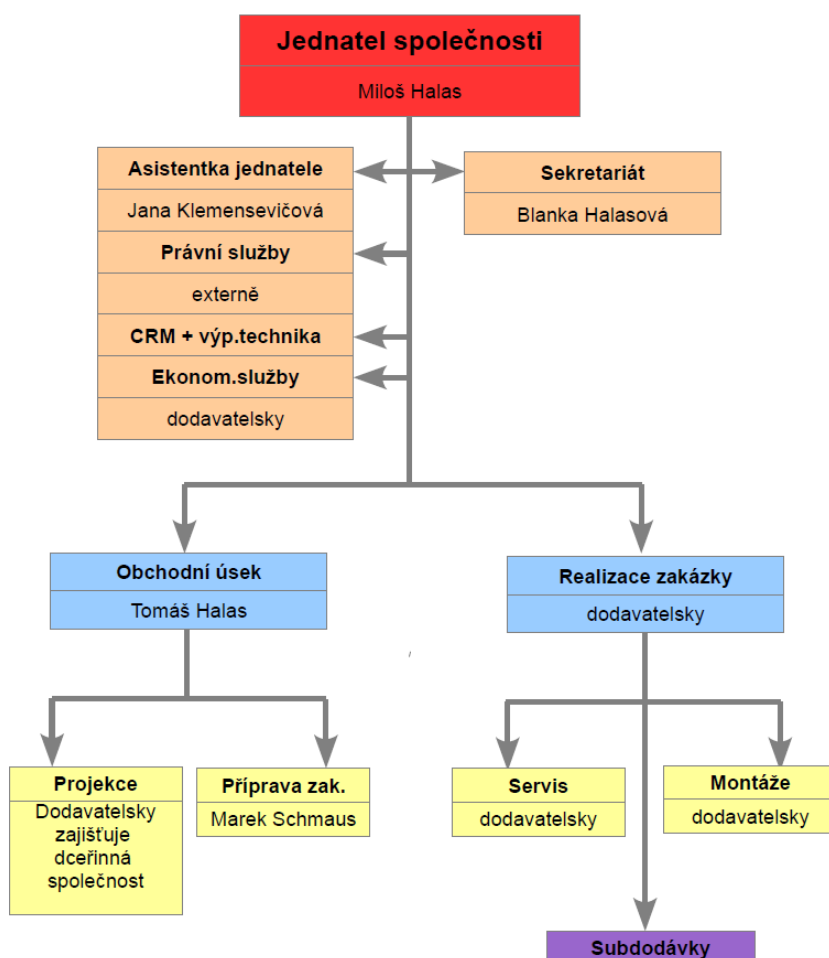 Jednatel společnosti
Miloš Halas
Asistentka jednatele
Jana Klemensevičová
Právní služby
externě
CRM + výp.technika
Ekonom.služby
dodavatelsky
Sekretariát
Blanka Halasová
Obchodní úsek
Tomáš Halas
Realizace zakázky
dodavatelsky
Projekce
Dodavatelsky
zajišťuje
dceřinná
společnost
Příprava zak.
Marek Schmaus
Servis
dodavatelsky
Montáže
dodavatelsky
Subdodávky